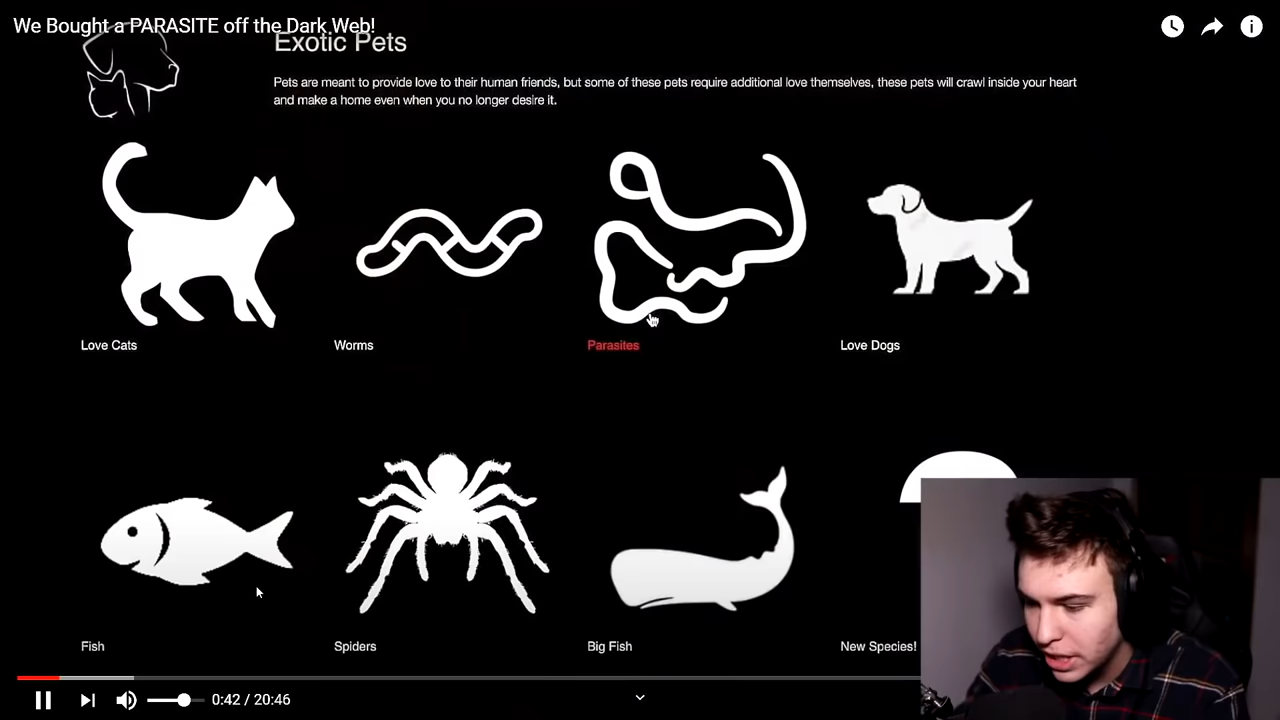 We Bought a PARASITE off the Dark Web!
Exotic Pets
Pets are meant to provide love to their human friends, but some of these pets require additional love themselves, these pets will crawl inside your heart
and make a home even when you no longer desire it.
Love Cats
Worms
Parasites
Love Dogs
Fish
Spiders
Big Fish
New Species!
0:42 / 20:46